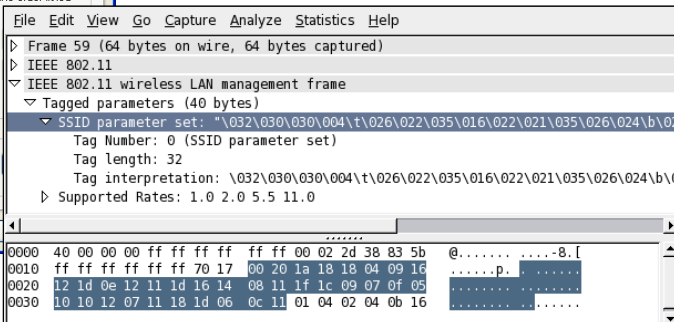 File Edit View Go Capture Analyze Statistics Help
Frame 59 (64 bytes on wire, 64 bytes captured)
IEEE 802.11
IEEE 802.11 wireless LAN management frame
Tagged parameters (40 bytes)
SSID parameter set: "\032\030\030\004\t\026\022\035\016\022\021\035\026\024\b\02
Tag Number: 0 (SSID parameter set)
Tag length: 32
Tag interpretation: \032\030\030\004\t\026\022\035\016\022\021\035\026\024\b\0
Supported Rates: 1.0 2.0 5.5 11.0
0000 40 00 00 00 ff ff ff ff ff ff 00 02 2d 38 83 5b @....... ....-8.[
0010 ff ff ff ff ff ff 70 17 00 20 1a 18 18 04 09 16 ......p. . ......
0020 12 1d 0e 12 11 1d 16 14 08 11 1f 1c 09 07 0f 05 ........ ........
0030 10 10 12 07 11 18 1d 06 0c 11 01 04 02 04 0b 16 ........ ........